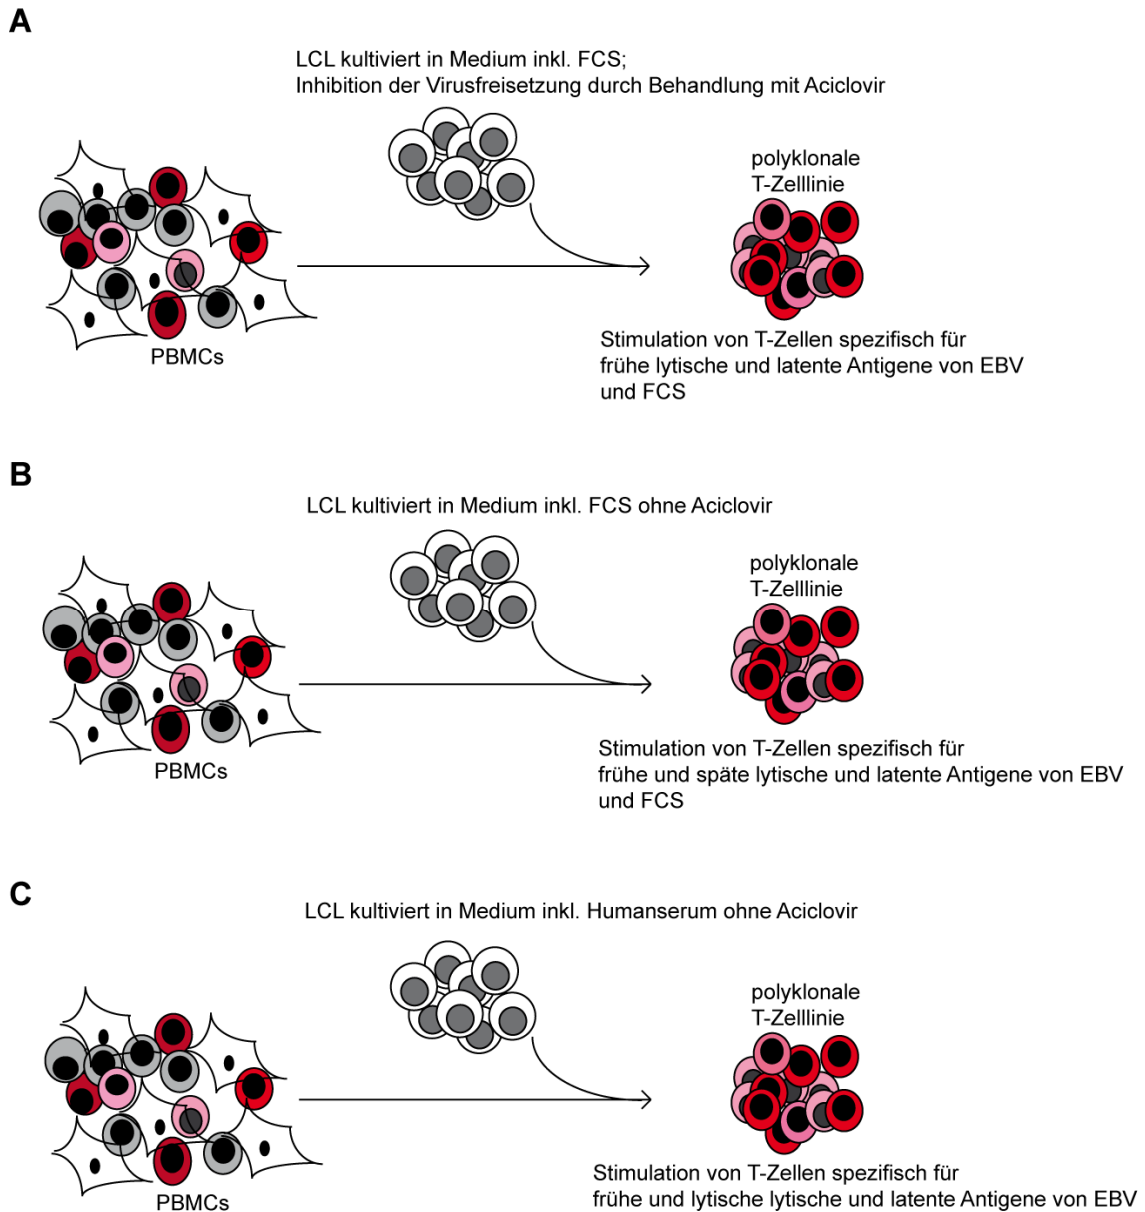 A
LCL kultiviert in Medium inkl. FCS;
Inhibition der Virusfreisetzung durch Behandlung mit Aciclovir
polyklonale
T-Zelllinie
PBMCs
Stimulation von T-Zellen spezifisch für
frühe lytische und latente Antigene von EBV
und FCS
B
LCL kultiviert in Medium inkl. FCS ohne Aciclovir
polyklonale
T-Zelllinie
PBMCs
Stimulation von T-Zellen spezifisch für
frühe und späte lytische und latente Antigene von EBV
und FCS
C
LCL kultiviert in Medium inkl. Humanserum ohne Aciclovir
polyklonale
T-Zelllinie
PBMCs
Stimulation von T-Zellen spezifisch für
frühe und lytische lytische und latente Antigene von EBV